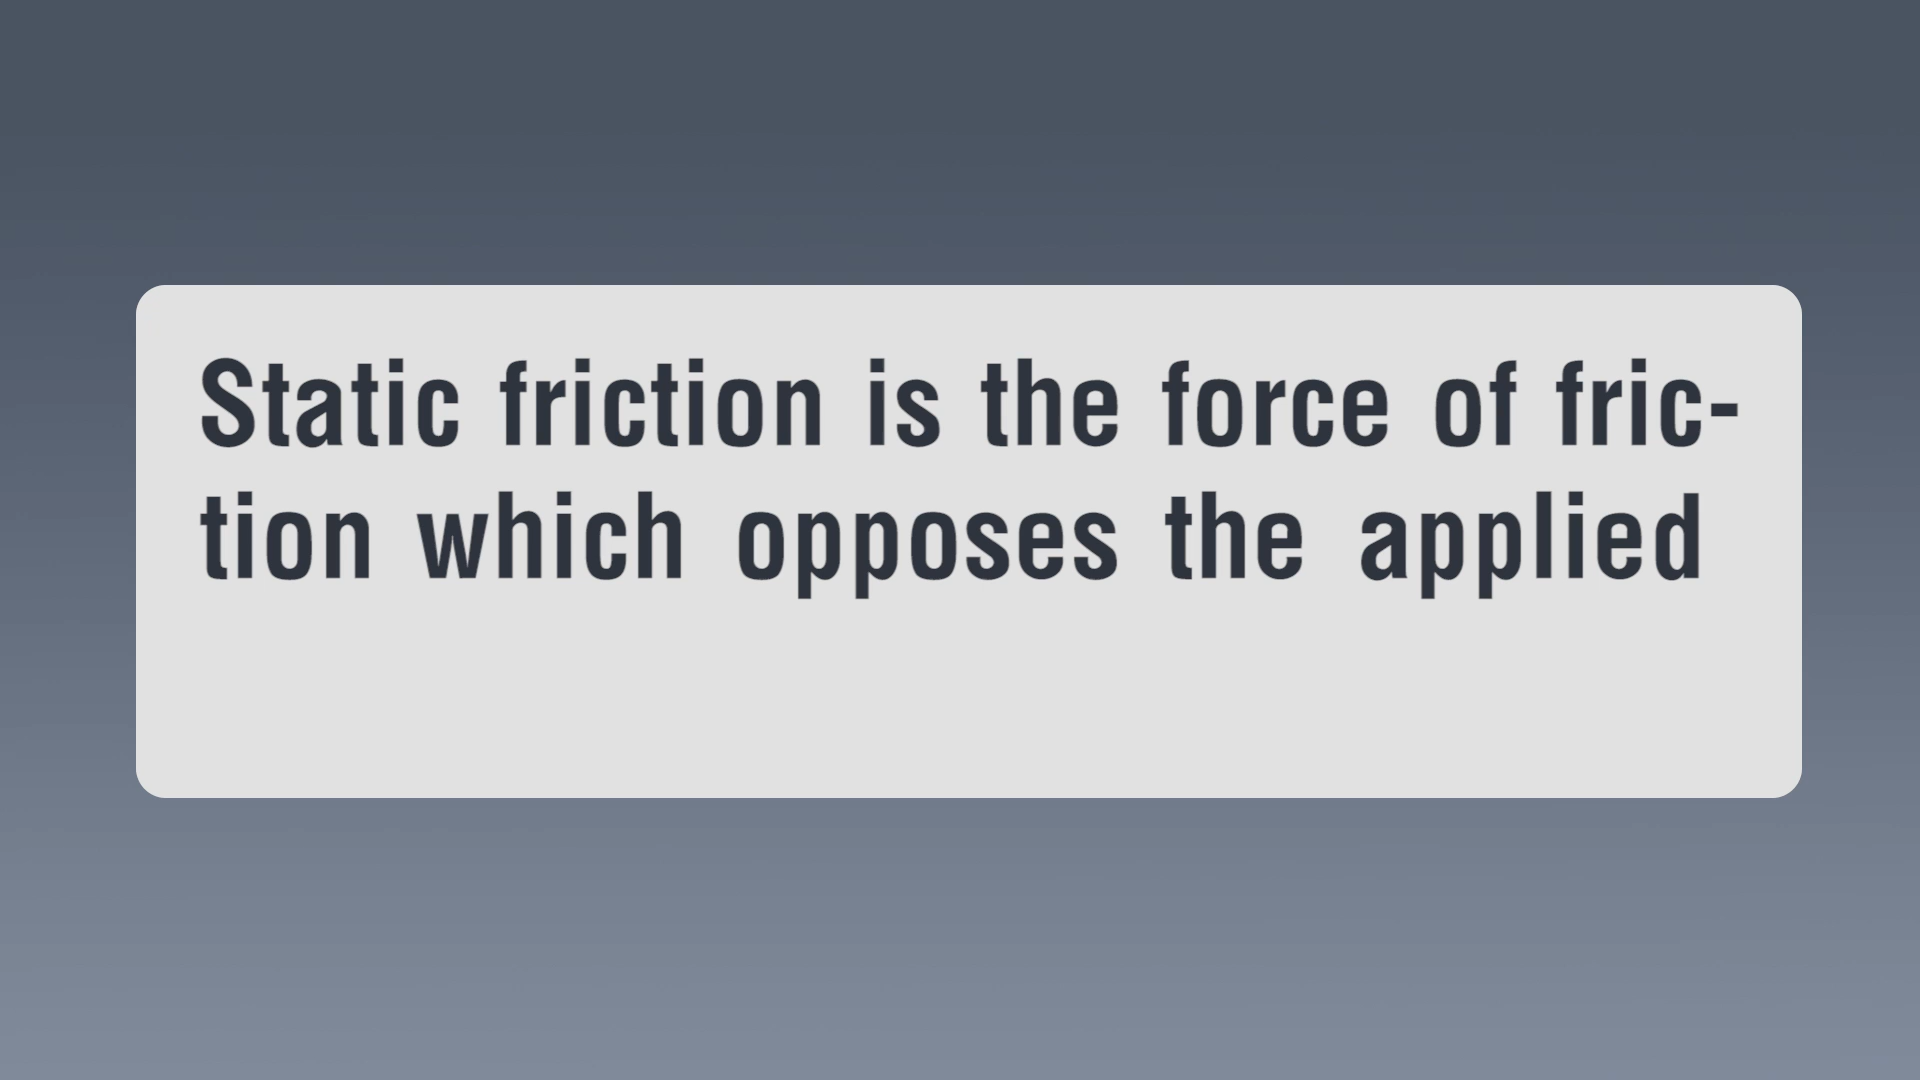 Static friction is the force of fric-
tion which opposes the applied